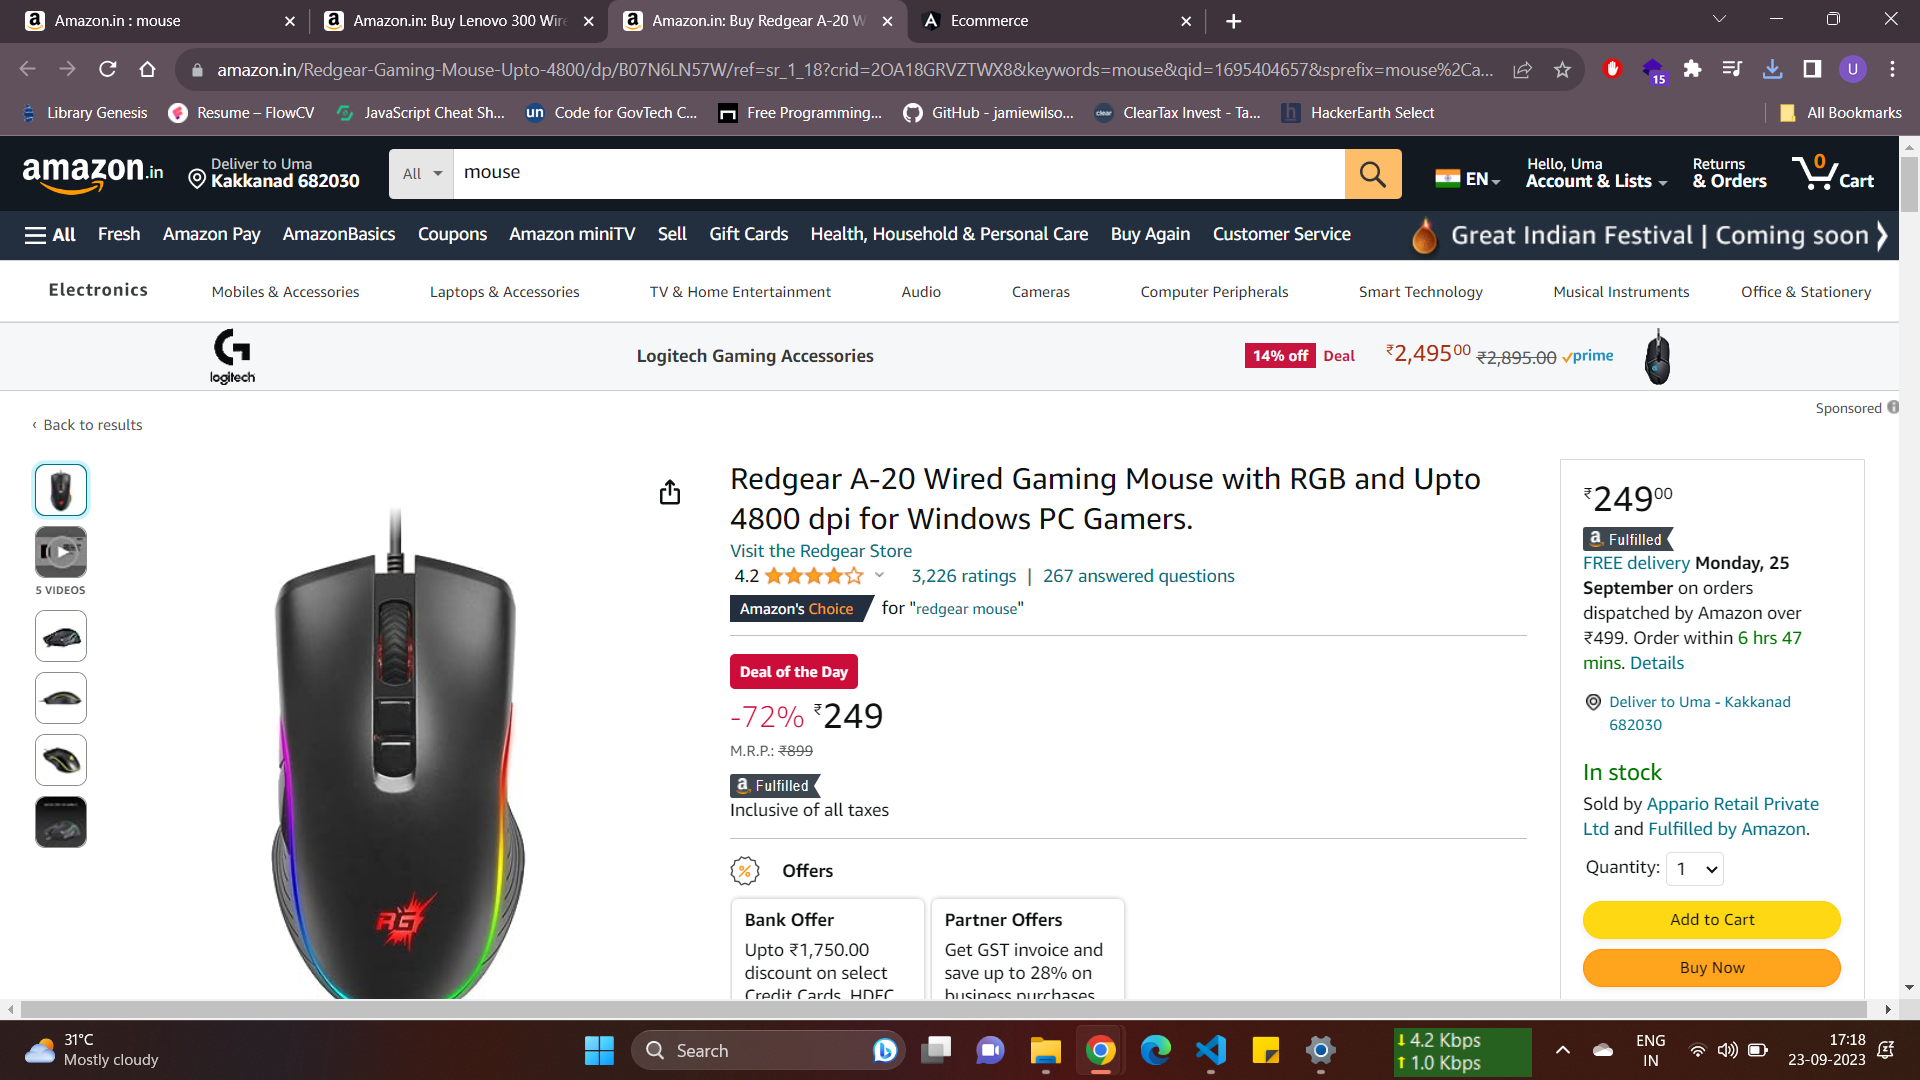 Amazon.in : mouse
Amazon.in: Buy Lenovo 300 Wire
Amazon.in: Buy Redgear A-20 W
Ecommerce
amazon.in/Redgear-Gaming-Mouse-Upto-4800/dp/B07N6LN57W/ref=sr_1_18?crid=2OA18GRVZTWX8&keywords=mouse&qid=1695404657&sprefix=mouse%2Ca...
15
U
Library Genesis
Resume – FlowCV
JavaScript Cheat Sh...
un Code for GovTech C...
Free Programming...
GitHub - jamiewilso...
clear ClearTax Invest - Ta...
h HackerEarth Select
All Bookmarks
amazon.in
Deliver to Uma
Kakkanad 682030
All
mouse
EN
Hello, Uma
Account & Lists
Returns
& Orders
0
Cart
All
Fresh
Amazon Pay
AmazonBasics
Coupons
Amazon miniTV
Sell
Gift Cards
Health, Household & Personal Care
Buy Again
Customer Service
Great Indian Festival | Coming soon
Electronics
Mobiles & Accessories
Laptops & Accessories
TV & Home Entertainment
Audio
Cameras
Computer Peripherals
Smart Technology
Musical Instruments
Office & Stationery
logitech
Logitech Gaming Accessories
14% off Deal
₹2,495⁰⁰ ₹2,895.00 prime
Sponsored
‹ Back to results
5 VIDEOS
RG
Redgear A-20 Wired Gaming Mouse with RGB and Upto
4800 dpi for Windows PC Gamers.
Visit the Redgear Store
4.2
3,226 ratings | 267 answered questions
Amazon's Choice for "redgear mouse"
Deal of the Day
-72% ₹249
M.R.P.: ₹899
a Fulfilled
Inclusive of all taxes
Offers
Bank Offer
Upto ₹1,750.00
discount on select
Credit Cards, HDFC
Partner Offers
Get GST invoice and
save up to 28% on
business purchases.
₹249⁰⁰
a Fulfilled
FREE delivery Monday, 25
September on orders
dispatched by Amazon over
₹499. Order within 6 hrs 47
mins. Details
Deliver to Uma - Kakkanad
682030
In stock
Sold by Appario Retail Private
Ltd and Fulfilled by Amazon.
Quantity: 1
Add to Cart
Buy Now
31°C
Mostly cloudy
Search
4.2 Kbps
1.0 Kbps
ENG
IN
17:18
23-09-2023